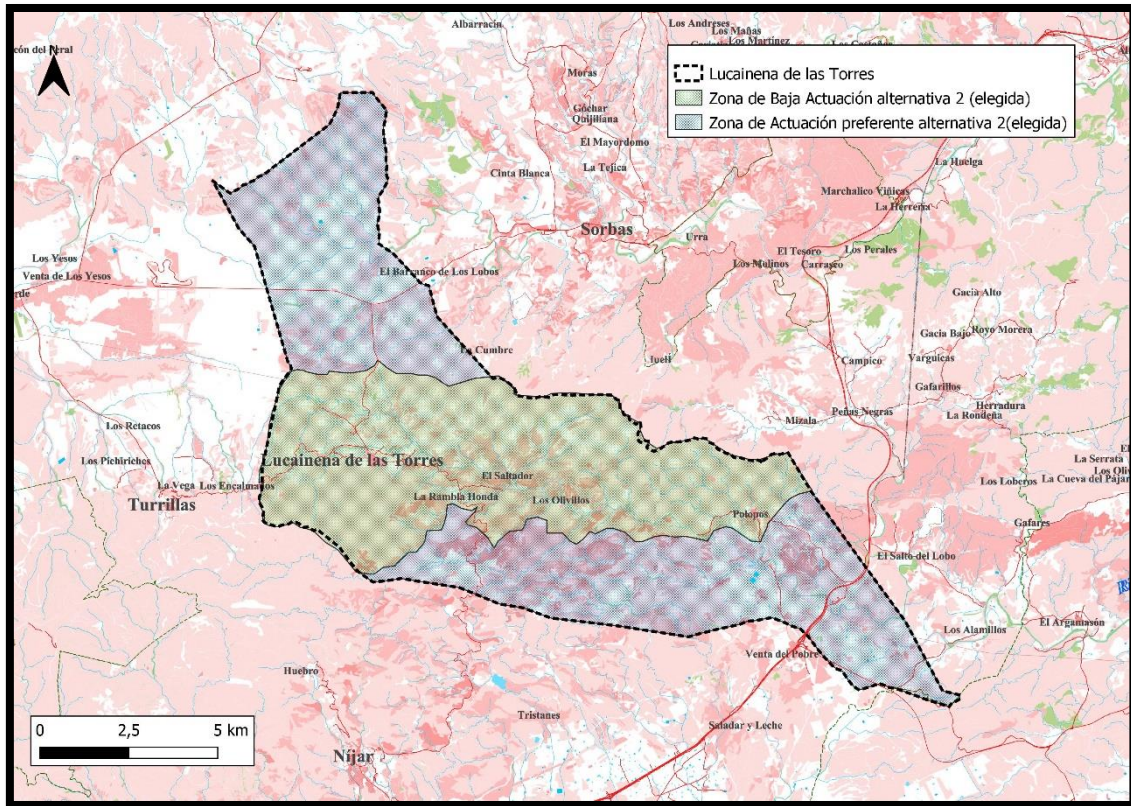 Albarracín
Los Andreses
Los Mañas
Los Martínez
N
Lucainena de las Torres
Zona de Baja Actuación alternativa 2 (elegida)
Zona de Actuación preferente alternativa 2(elegida)
Moras
Góchar
Quijiliana
El Mayordomo
La Tejica
Cinta Blanca
La Huelga
Marchalico Viñicas
La Herrería
Sorbas
Urra
El Tesoro
Los Perales
Los Molinos
Carrasco
Los Yesos
Venta de Los Yesos
El Barranco de Los Lobos
Gacia Alto
Gacia Bajo
Royo Morera
La Cumbre
Campico
Varguicas
Gafarillos
Herradura
La Rondeña
Peñas Negras
Mizala
Los Retacos
Los Pichiriches
La Vega
Los Encalmados
Turrillas
Lucainena de las Torres
El Saltador
La Rambla Honda
Los Olivillos
Polopos
La Serrata
La Cueva del Pájar
Los Loberos
Gafares
El Salto del Lobo
El Argamasón
Los Alamillos
Venta del Pobre
Huebro
Tristanes
Saladar y Leche
Níjar
0 2,5 5 km